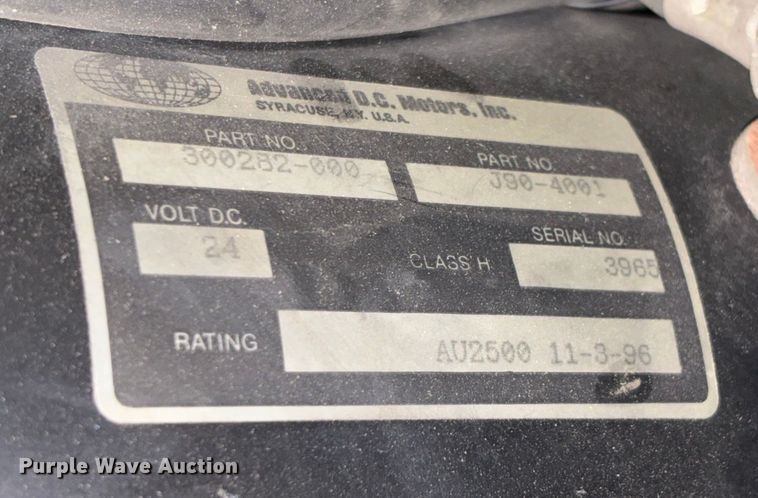 Advanced D.C. Motors, Inc.
SYRACUSE, N.Y. U.S.A.
PART NO. PART NO.
300282-000 J90-4001
VOLT D.C. SERIAL NO.
24 CLASS H 3965
RATING AU2500 11-3-96
Purple Wave Auction